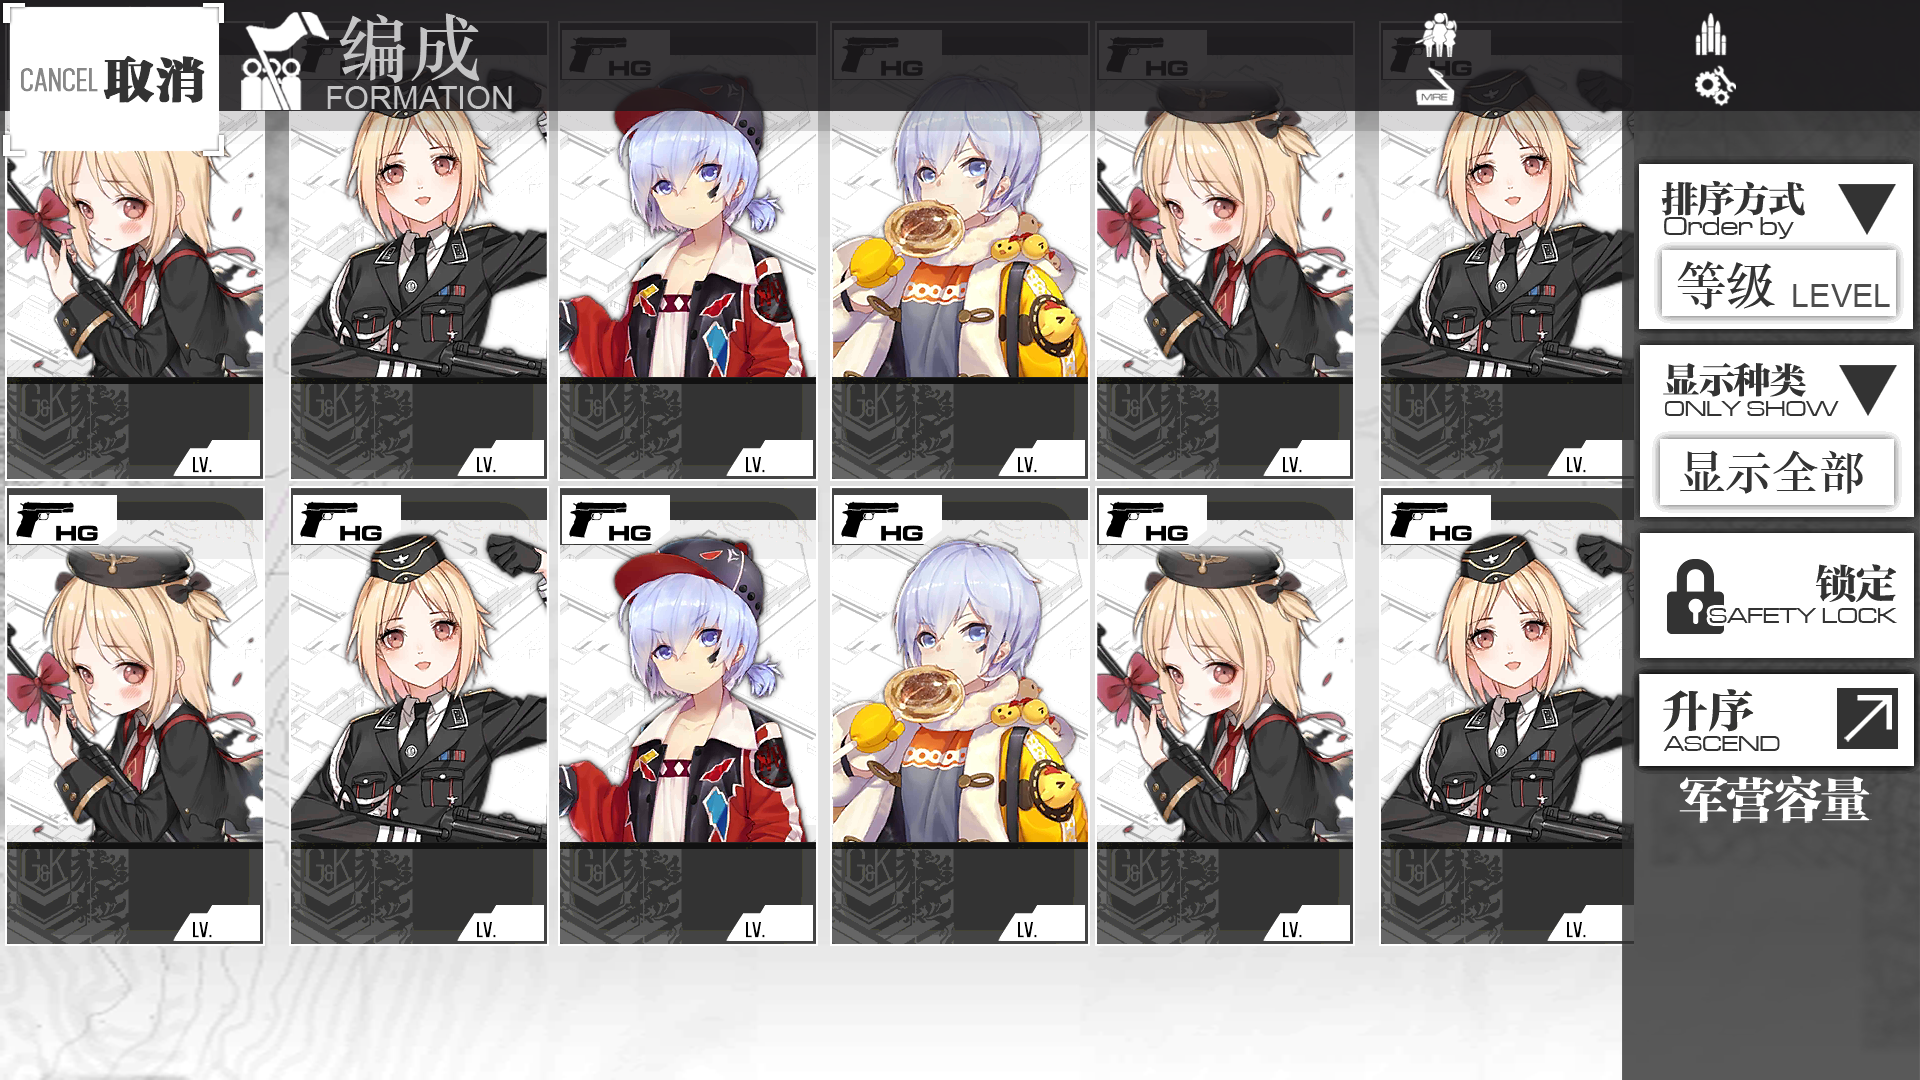 CANCEL 取消
编成
FORMATION
HG
HG
HG
HG
HG
MRE
排序方式
Order by
等级 LEVEL
显示种类
ONLY SHOW
显示全部
锁定
SAFETY LOCK
升序
ASCEND
军营容量
G&K
G&K
G&K
G&K
G&K
G&K
LV.
LV.
LV.
LV.
LV.
LV.
HG
HG
HG
HG
HG
HG
G&K
G&K
G&K
G&K
G&K
G&K
LV.
LV.
LV.
LV.
LV.
LV.